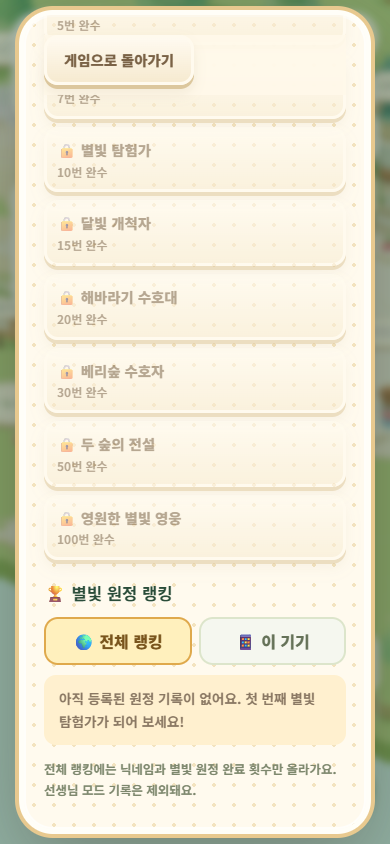 5번 완수
게임으로 돌아가기
7번 완수
별빛 탐험가
10번 완수
달빛 개척자
15번 완수
해바라기 수호대
20번 완수
베리숲 수호자
30번 완수
두 숲의 전설
50번 완수
영원한 별빛 영웅
100번 완수
별빛 원정 랭킹
전체 랭킹
이 기기
아직 등록된 원정 기록이 없어요. 첫 번째 별빛
탐험가가 되어 보세요!
전체 랭킹에는 닉네임과 별빛 원정 완료 횟수만 올라가요.
선생님 모드 기록은 제외돼요.